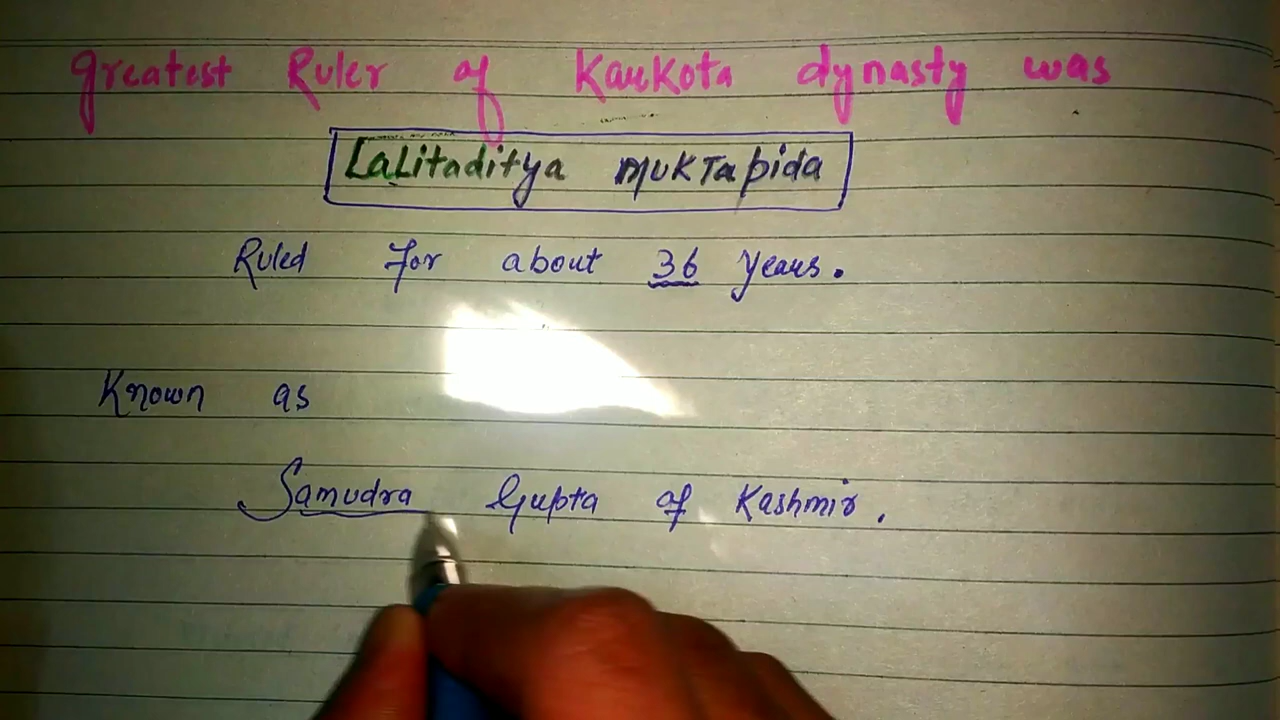 greatest Ruler of Karkota dynasty was
Lalitaditya muktapida
Ruled for about 36 years.
Known as
Samudra Gupta of Kashmir.